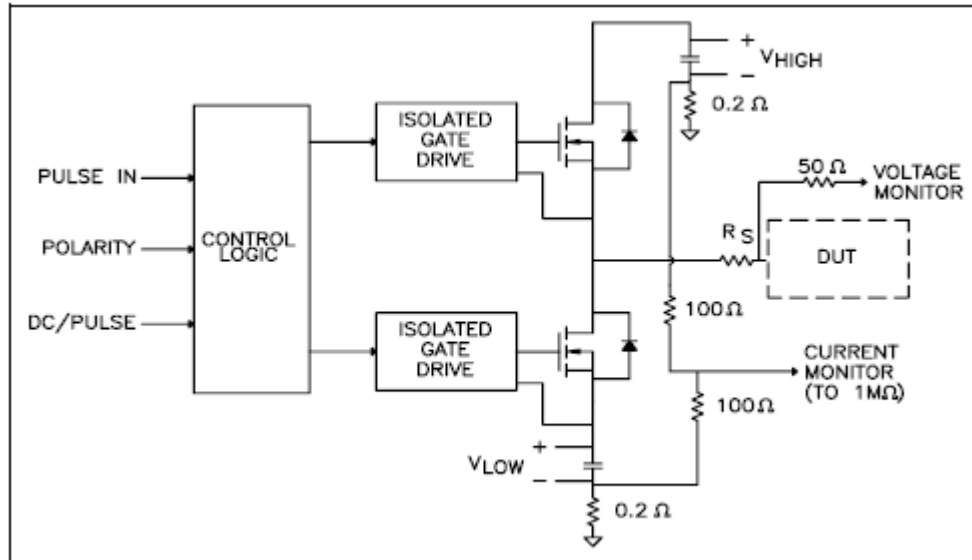 PULSE IN
POLARITY
DC/PULSE
CONTROL
LOGIC
ISOLATED
GATE
DRIVE
ISOLATED
GATE
DRIVE
+
VHIGH
–
0.2 Ω
50 Ω
VOLTAGE
MONITOR
RS
DUT
100Ω
CURRENT
MONITOR
(TO 1MΩ)
100Ω
+
VLOW
–
0.2 Ω